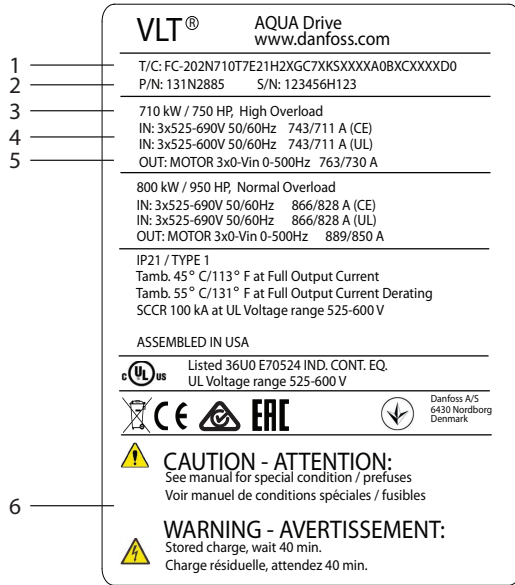 VLT® AQUA Drive
www.danfoss.com
1 T/C: FC-202N710T7E21H2XGC7XKSXXXXA0BXCXXXXD0
2 P/N: 131N2885 S/N: 123456H123
3 710 kW / 750 HP, High Overload
4 IN: 3x525-690V 50/60Hz 743/711 A (CE)
IN: 3x525-600V 50/60Hz 743/711 A (UL)
5 OUT: MOTOR 3x0-Vin 0-500Hz 763/730 A
800 kW / 950 HP, Normal Overload
IN: 3x525-690V 50/60Hz 866/828 A (CE)
IN: 3x525-690V 50/60Hz 866/828 A (UL)
OUT: MOTOR 3x0-Vin 0-500Hz 889/850 A
IP21 / TYPE 1
Tamb. 45° C/113° F at Full Output Current
Tamb. 55° C/131° F at Full Output Current Derating
SCCR 100 kA at UL Voltage range 525-600 V
ASSEMBLED IN USA
c UL us Listed 36U0 E70524 IND. CONT. EQ.
UL Voltage range 525-600 V
CE EAC
Danfoss A/S
6430 Nordborg
Denmark
CAUTION - ATTENTION:
See manual for special condition / prefuses
Voir manuel de conditions spéciales / fusibles
6
WARNING - AVERTISSEMENT:
Stored charge, wait 40 min.
Charge résiduelle, attendez 40 min.